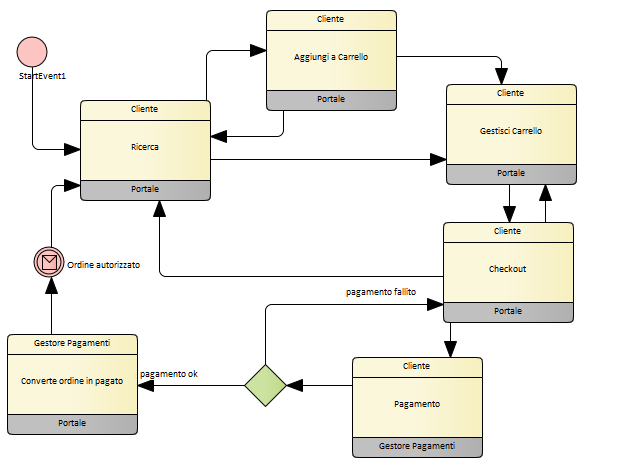 Cliente
Aggiungi a Carrello
Portale
StartEvent1
Cliente
Ricerca
Portale
Cliente
Gestisci Carrello
Portale
Cliente
Checkout
Portale
Ordine autorizzato
pagamento fallito
Gestore Pagamenti
Converte ordine in pagato
Portale
pagamento ok
Cliente
Pagamento
Gestore Pagamenti